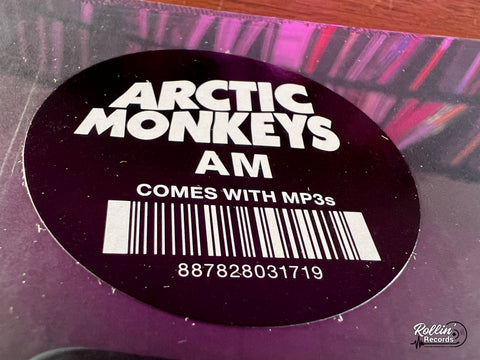 ARCTIC
MONKEYS
AM
COMES WITH MP3s
887828031719
Rollin'
Records